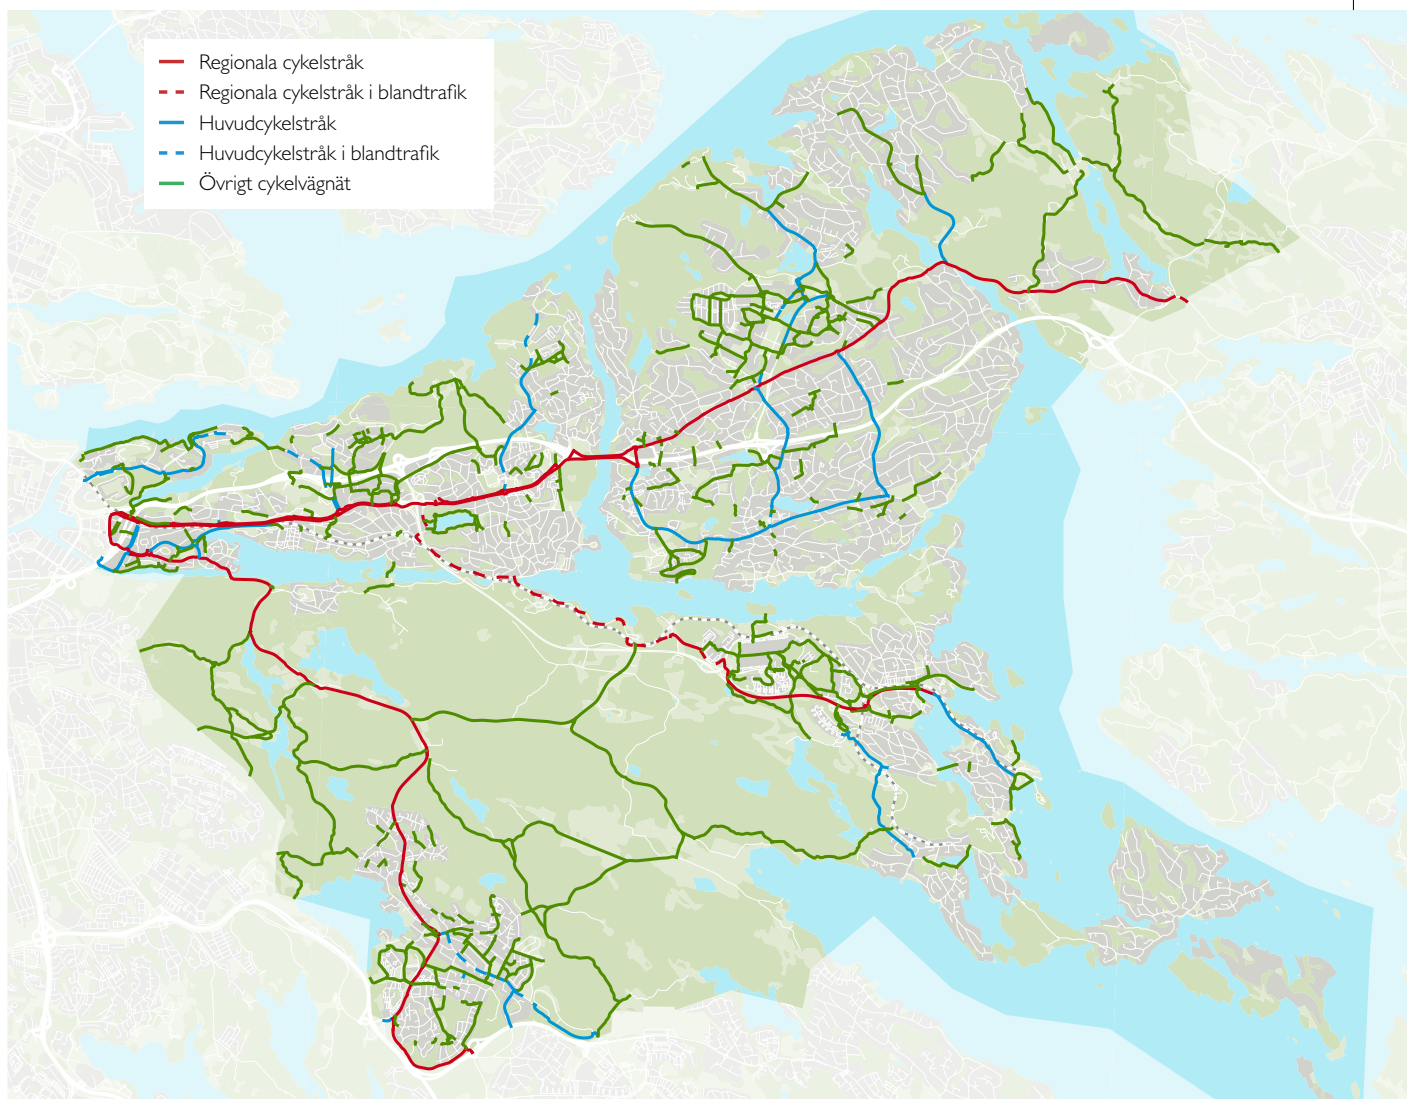 Regionala cykelstråk
Regionala cykelstråk i blandtrafik
Huvudcykelstråk
Huvudcykelstråk i blandtrafik
Övrigt cykelvägnät